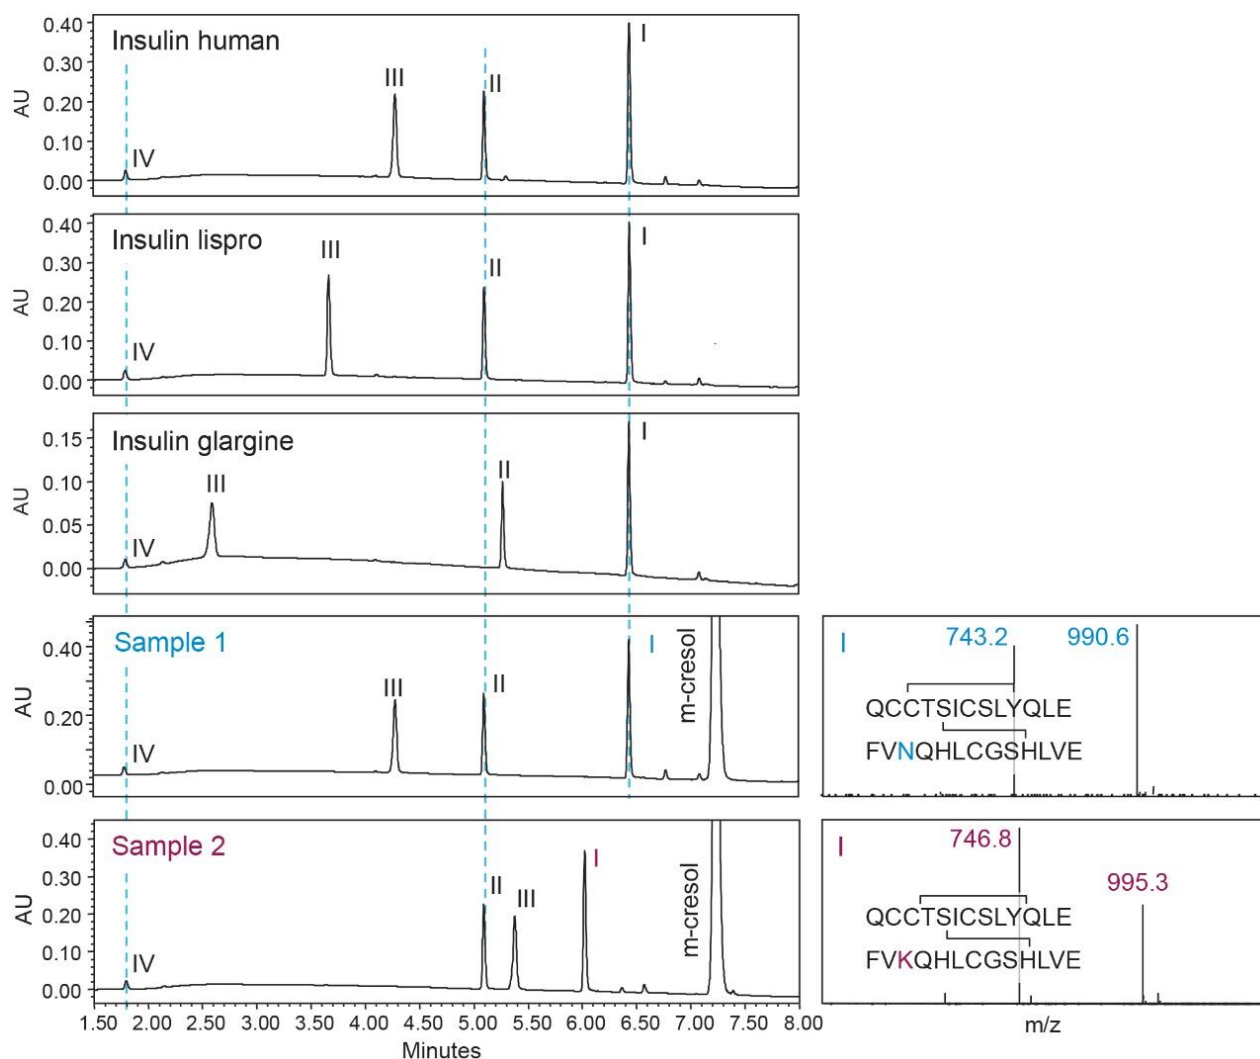 Insulin human
I
III
II
IV
AU
0.40
0.30
0.20
0.10
0.00
Insulin lispro
I
III
II
IV
AU
0.40
0.30
0.20
0.10
0.00
Insulin glargine
I
III
II
IV
AU
0.15
0.10
0.05
0.00
Sample 1
I
III
II
IV
m-cresol
AU
0.40
0.20
0.00
I
743.2
990.6
QCCTSICSLYQLE
FVNQHLCGSHLVE
Sample 2
I
II
III
IV
m-cresol
AU
0.40
0.30
0.20
0.10
0.00
I
746.8
995.3
QCCTSICSLYQLE
FVKQHLCGSHLVE
1.50 2.00 2.50 3.00 3.50 4.00 4.50 5.00 5.50 6.00 6.50 7.00 7.50 8.00
Minutes
m/z